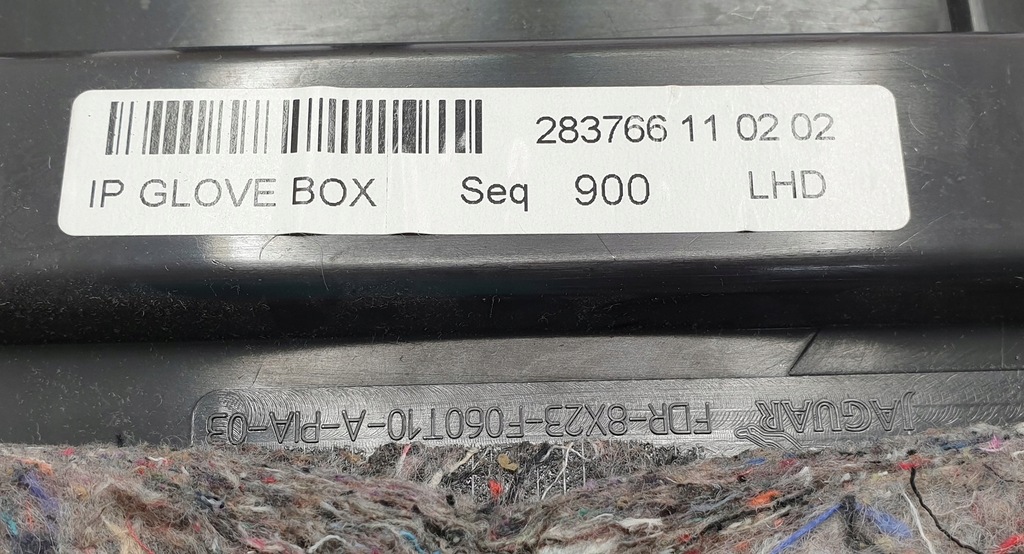 283766 11 02 02
IP GLOVE BOX Seq 900 LHD
JAGUAR FDR-8X23-F060T10-A-PIA-03